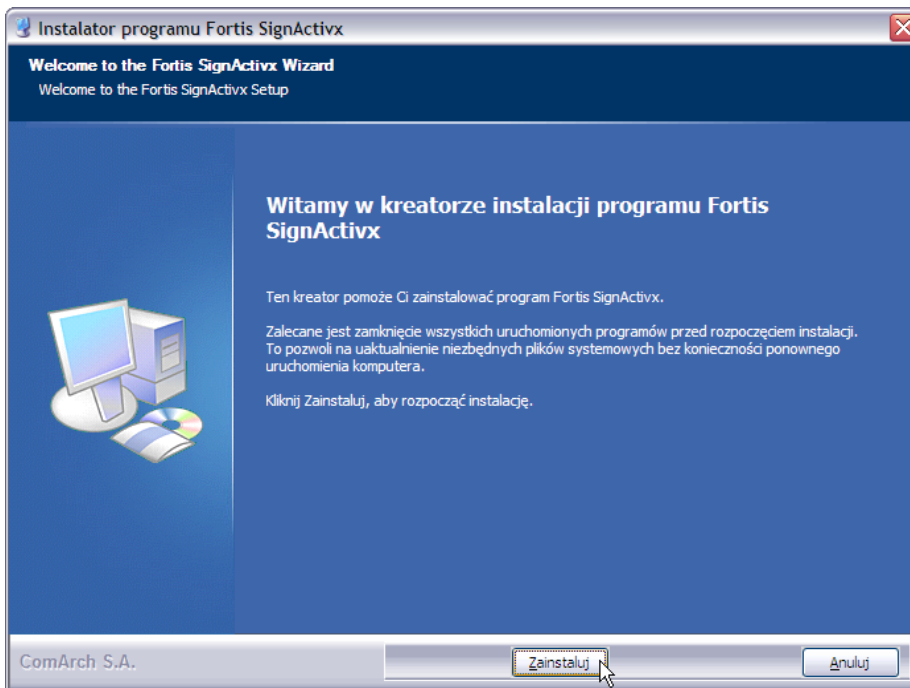 Instalator programu Fortis SignActivx
Welcome to the Fortis SignActivx Wizard
Welcome to the Fortis SignActivx Setup
Witamy w kreatorze instalacji programu Fortis
SignActivx
Ten kreator pomoże Ci zainstalować program Fortis SignActivx.
Zalecane jest zamknięcie wszystkich uruchomionych programów przed rozpoczęciem instalacji.
To pozwoli na uaktualnienie niezbędnych plików systemowych bez konieczności ponownego
uruchomienia komputera.
Kliknij Zainstaluj, aby rozpocząć instalację.
ComArch S.A.
Zainstaluj
Anuluj